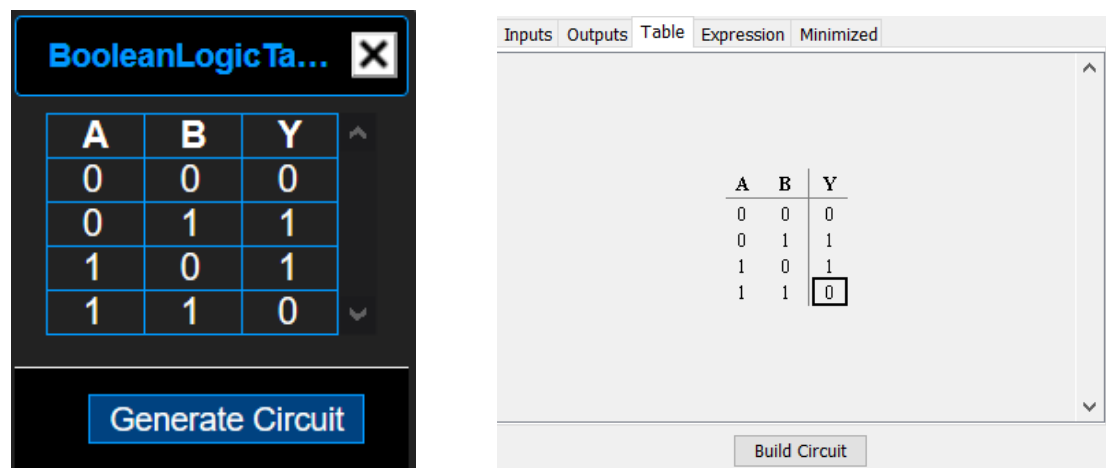 BooleanLogicTa...
A B Y
0 0 0
0 1 1
1 0 1
1 1 0
Generate Circuit
Inputs Outputs Table Expression Minimized
A B Y
0 0 0
0 1 1
1 0 1
1 1 0
Build Circuit